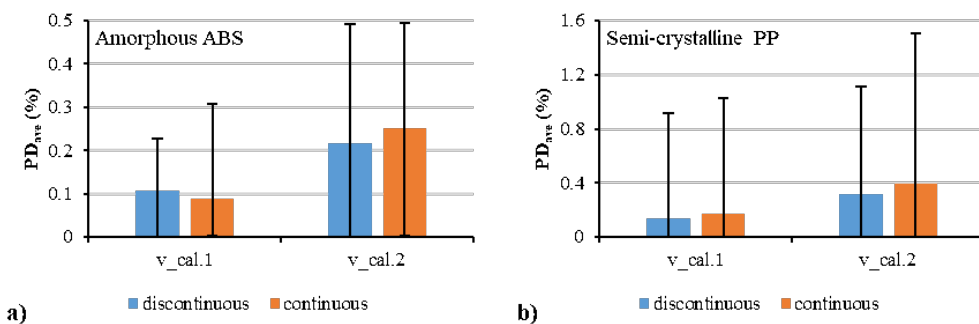 Amorphous ABS
PDave (%)
0.5
0.4
0.3
0.2
0.1
0
v_cal.1 v_cal.2
discontinuous continuous
a)
Semi-crystalline PP
PDave (%)
1.6
1.2
0.8
0.4
0
v_cal.1 v_cal.2
discontinuous continuous
b)